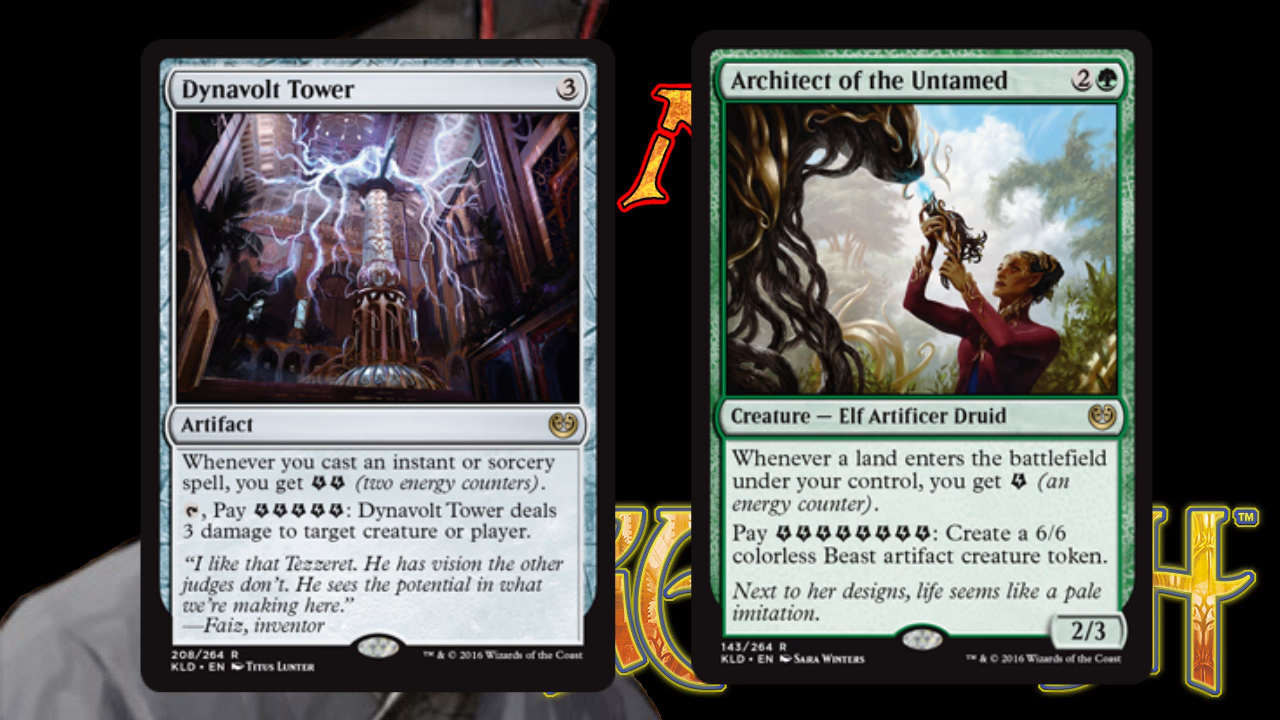 Dynavolt Tower 3
Artifact
Whenever you cast an instant or sorcery
spell, you get (two energy counters).
, Pay : Dynavolt Tower deals
3 damage to target creature or player.
“I like that Tezzeret. He has vision the other
judges don’t. He sees the potential in what
we’re making here.”
—Faiz, inventor
208/264 R
KLD • EN Titus Lunter
™ & © 2016 Wizards of the Coast
Architect of the Untamed 2
Creature — Elf Artificer Druid
Whenever a land enters the battlefield
under your control, you get (an
energy counter).
Pay : Create a 6/6
colorless Beast artifact creature token.
Next to her designs, life seems like a pale
imitation.
2/3
143/264 R
KLD • EN Sara Winters
™ & © 2016 Wizards of the Coast
H™